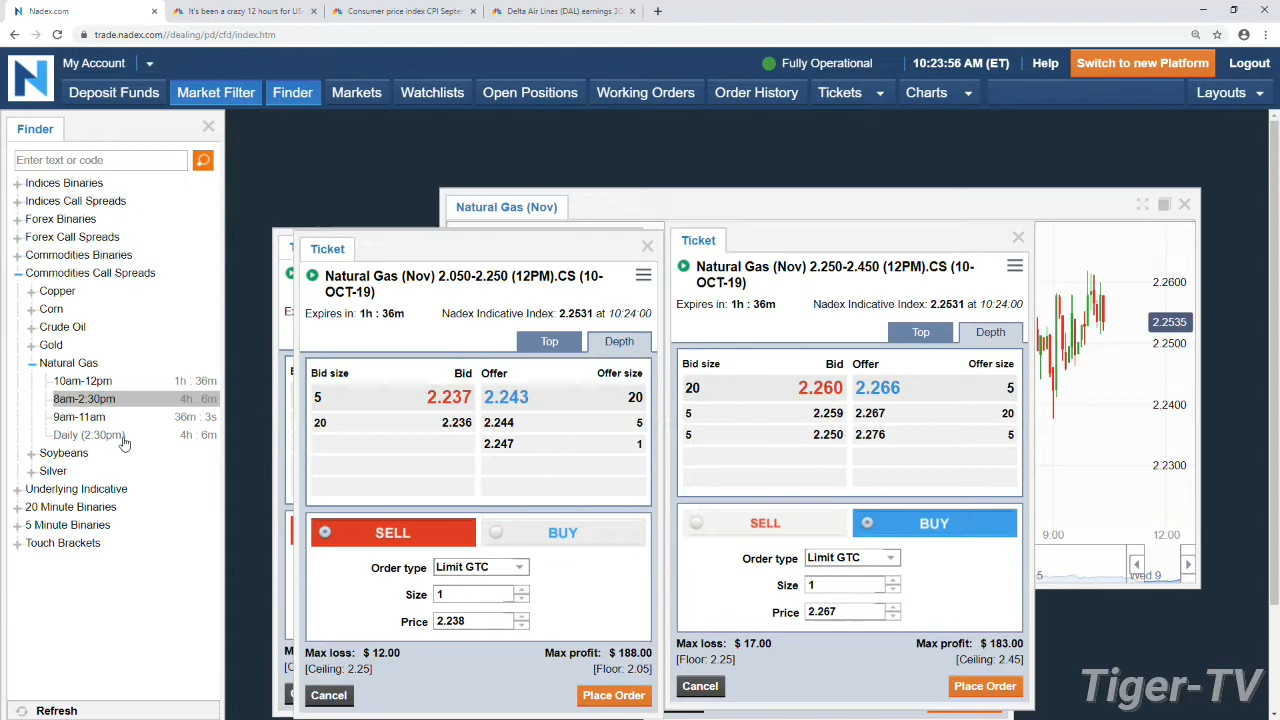 Nadex.com
It's been a crazy 12 hours for US-
Consumer price index CPI Septe
Delta Air Lines (DAL) earnings 3Q
trade.nadex.com//dealing/pd/cfd/index.htm
My Account
Fully Operational
10:23:56 AM (ET)
Help
Switch to new Platform
Logout
Deposit Funds
Market Filter
Finder
Markets
Watchlists
Open Positions
Working Orders
Order History
Tickets
Charts
Layouts
Finder
Enter text or code
Indices Binaries
Indices Call Spreads
Forex Binaries
Forex Call Spreads
Commodities Binaries
Commodities Call Spreads
Copper
Corn
Crude Oil
Gold
Natural Gas
10am-12pm 1h : 36m
8am-2:30pm 4h : 6m
9am-11am 36m : 3s
Daily (2:30pm) 4h : 6m
Soybeans
Silver
Underlying Indicative
20 Minute Binaries
5 Minute Binaries
Touch Brackets
Refresh
Natural Gas (Nov)
Ticket
Natural Gas (Nov) 2.050-2.250 (12PM).CS (10-
OCT-19)
Expires in: 1h : 36m Nadex Indicative Index: 2.2531 at 10:24:00
Top Depth
Bid size Bid Offer Offer size
5 2.237 2.243 20
20 2.236 2.244 5
2.247 1
SELL BUY
Order type Limit GTC
Size 1
Price 2.238
Max loss: $ 12.00 Max profit: $ 188.00
[Ceiling: 2.25] [Floor: 2.05]
Cancel Place Order
Ticket
Natural Gas (Nov) 2.250-2.450 (12PM).CS (10-
OCT-19)
Expires in: 1h : 36m Nadex Indicative Index: 2.2531 at 10:24:00
Top Depth
Bid size Bid Offer Offer size
20 2.260 2.266 5
5 2.259 2.267 20
5 2.250 2.276 5
SELL BUY
Order type Limit GTC
Size 1
Price 2.267
Max loss: $ 17.00 Max profit: $ 183.00
[Floor: 2.25] [Ceiling: 2.45]
Cancel Place Order
2.2600
2.2535
2.2500
2.2400
2.2300
9:00 12:00
5 Wed 9
Tiger-TV